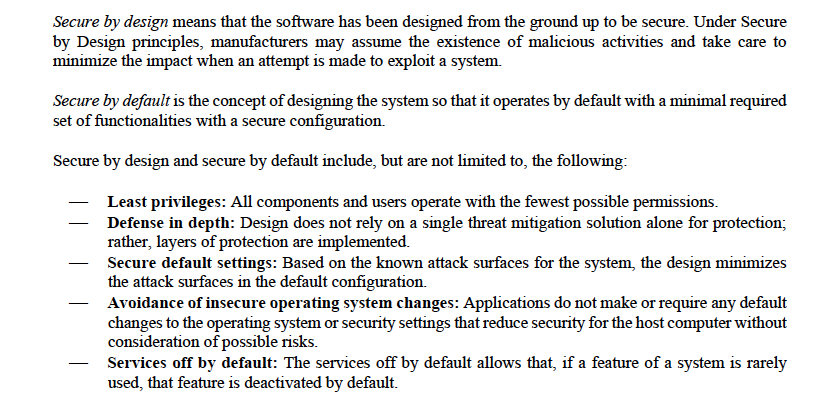 Secure by design means that the software has been designed from the ground up to be secure. Under Secure
by Design principles, manufacturers may assume the existence of malicious activities and take care to
minimize the impact when an attempt is made to exploit a system.
Secure by default is the concept of designing the system so that it operates by default with a minimal required
set of functionalities with a secure configuration.
Secure by design and secure by default include, but are not limited to, the following:
— Least privileges: All components and users operate with the fewest possible permissions.
— Defense in depth: Design does not rely on a single threat mitigation solution alone for protection;
rather, layers of protection are implemented.
— Secure default settings: Based on the known attack surfaces for the system, the design minimizes
the attack surfaces in the default configuration.
— Avoidance of insecure operating system changes: Applications do not make or require any default
changes to the operating system or security settings that reduce security for the host computer without
consideration of possible risks.
— Services off by default: The services off by default allows that, if a feature of a system is rarely
used, that feature is deactivated by default.